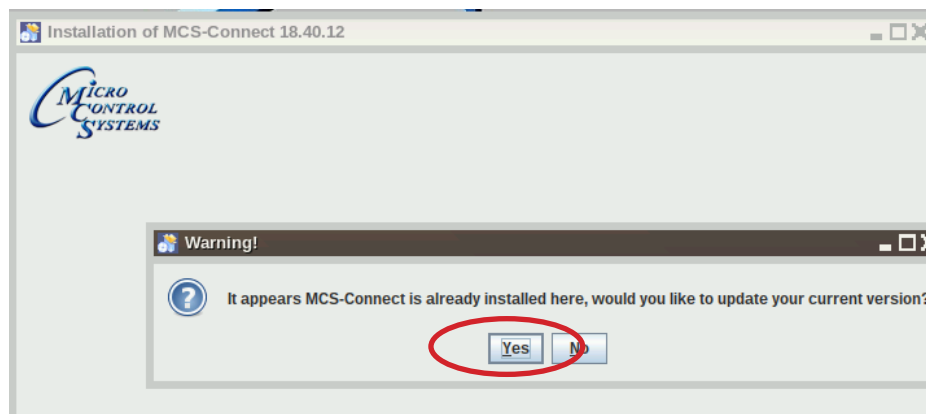 Installation of MCS-Connect 18.40.12
MICRO
CONTROL
SYSTEMS
Warning!
It appears MCS-Connect is already installed here, would you like to update your current version?
Yes No